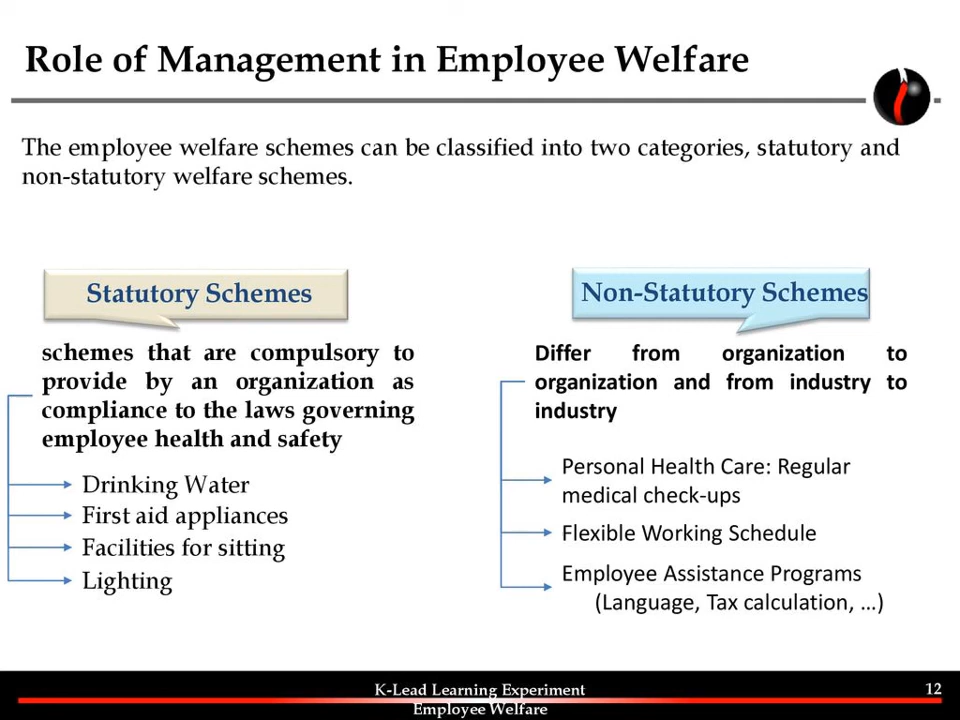 Role of Management in Employee Welfare
The employee welfare schemes can be classified into two categories, statutory and
non-statutory welfare schemes.
Statutory Schemes
schemes that are compulsory to
provide by an organization as
compliance to the laws governing
employee health and safety
Drinking Water
First aid appliances
Facilities for sitting
Lighting
Non-Statutory Schemes
Differ from organization to
organization and from industry to
industry
Personal Health Care: Regular
medical check-ups
Flexible Working Schedule
Employee Assistance Programs
(Language, Tax calculation, …)
K-Lead Learning Experiment
Employee Welfare
12